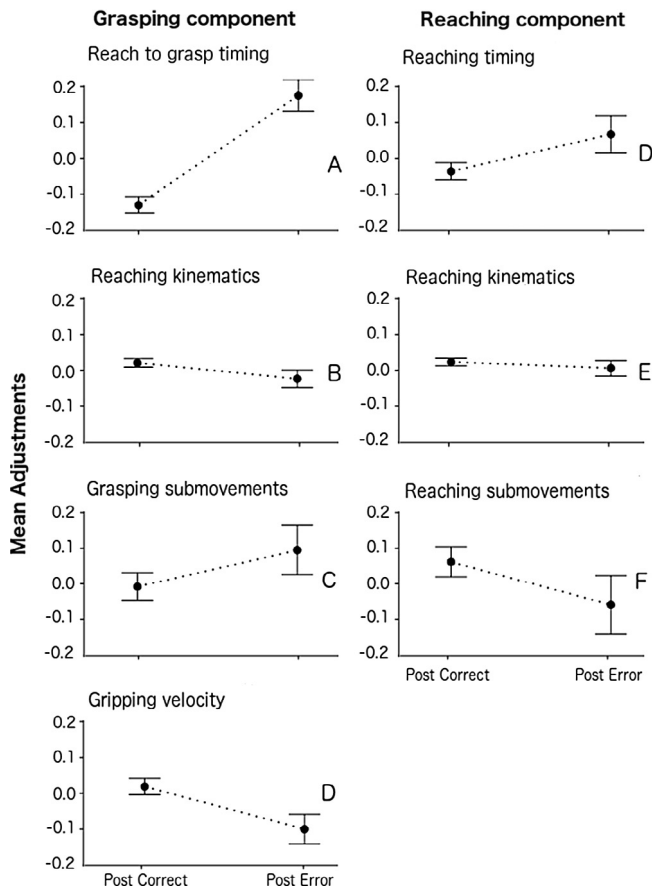 Grasping component
Reaching component
Reach to grasp timing
0.2
0.1
0.0
-0.1
-0.2
A
Reaching timing
0.2
0.1
0.0
-0.1
-0.2
D
Reaching kinematics
0.2
0.1
0.0
-0.1
-0.2
B
Reaching kinematics
0.2
0.1
0.0
-0.1
-0.2
E
Mean Adjustments
Grasping submovements
0.2
0.1
0.0
-0.1
-0.2
C
Reaching submovements
0.2
0.1
0.0
-0.1
-0.2
F
Post Correct
Post Error
Gripping velocity
0.2
0.1
0.0
-0.1
-0.2
D
Post Correct
Post Error